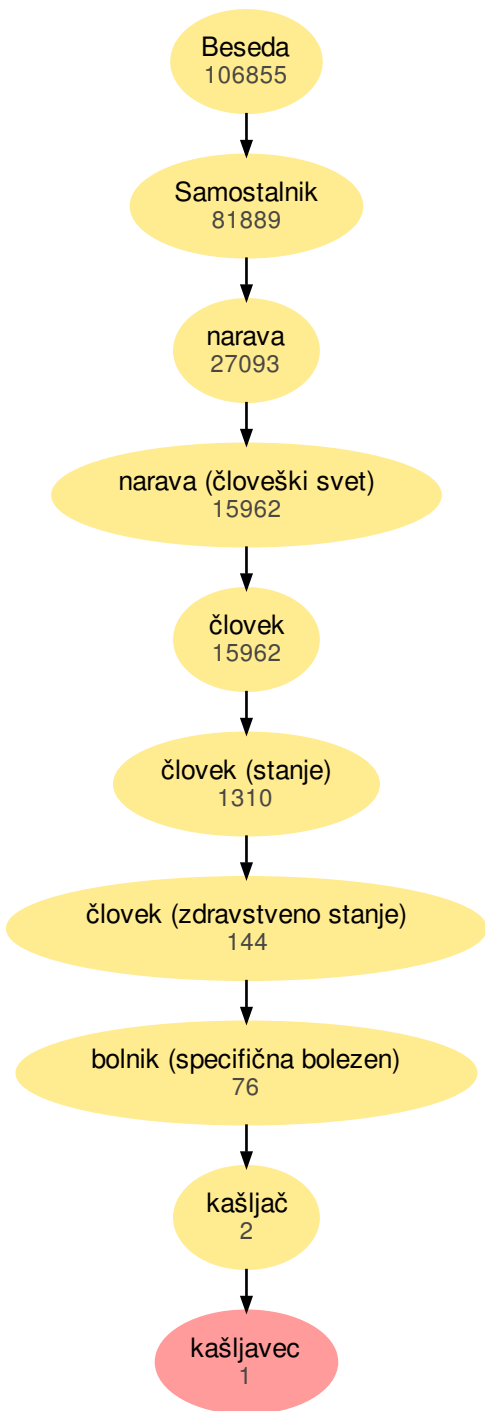 Beseda
106855
Samostalnik
81889
narava
27093
narava (človeški svet)
15962
človek
15962
človek (stanje)
1310
človek (zdravstveno stanje)
144
bolnik (specifična bolezen)
76
kašljač
2
kašljavec
1